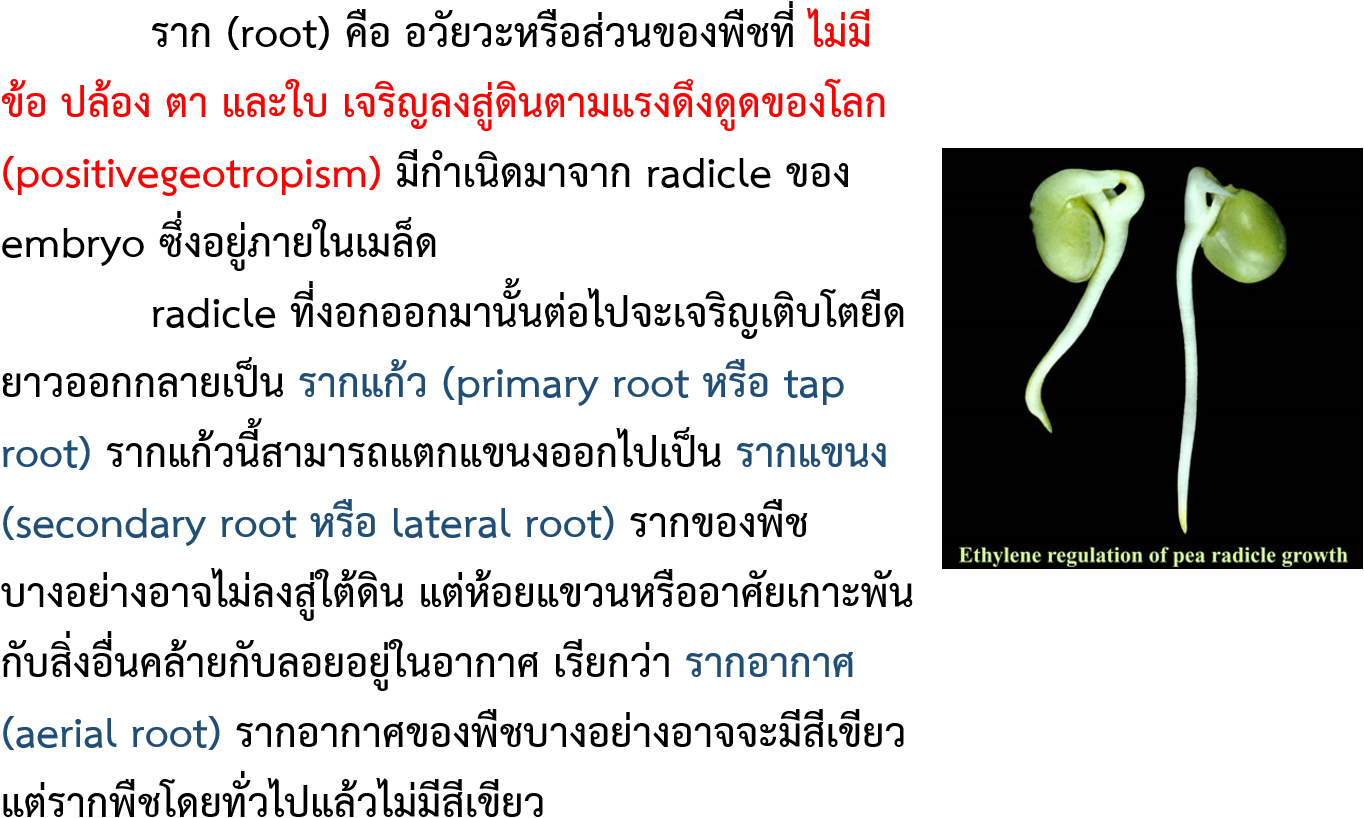 ราก (root) คือ อวัยวะหรือส่วนของพืชที่ ไม่มี
ข้อ ปล้อง ตา และใบ เจริญลงสู่ดินตามแรงดึงดูดของโลก
(positivegeotropism) มีกำเนิดมาจาก radicle ของ
embryo ซึ่งอยู่ภายในเมล็ด
radicle ที่งอกออกมานั้นต่อไปจะเจริญเติบโตยืด
ยาวออกกลายเป็น รากแก้ว (primary root หรือ tap
root) รากแก้วนี้สามารถแตกแขนงออกไปเป็น รากแขนง
(secondary root หรือ lateral root) รากของพืช
บางอย่างอาจไม่ลงสู่ใต้ดิน แต่ห้อยแขวนหรืออาศัยเกาะพัน
กับสิ่งอื่นคล้ายกับลอยอยู่ในอากาศ เรียกว่า รากอากาศ
(aerial root) รากอากาศของพืชบางอย่างอาจจะมีสีเขียว
แต่รากพืชโดยทั่วไปแล้วไม่มีสีเขียว
Ethylene regulation of pea radicle growth